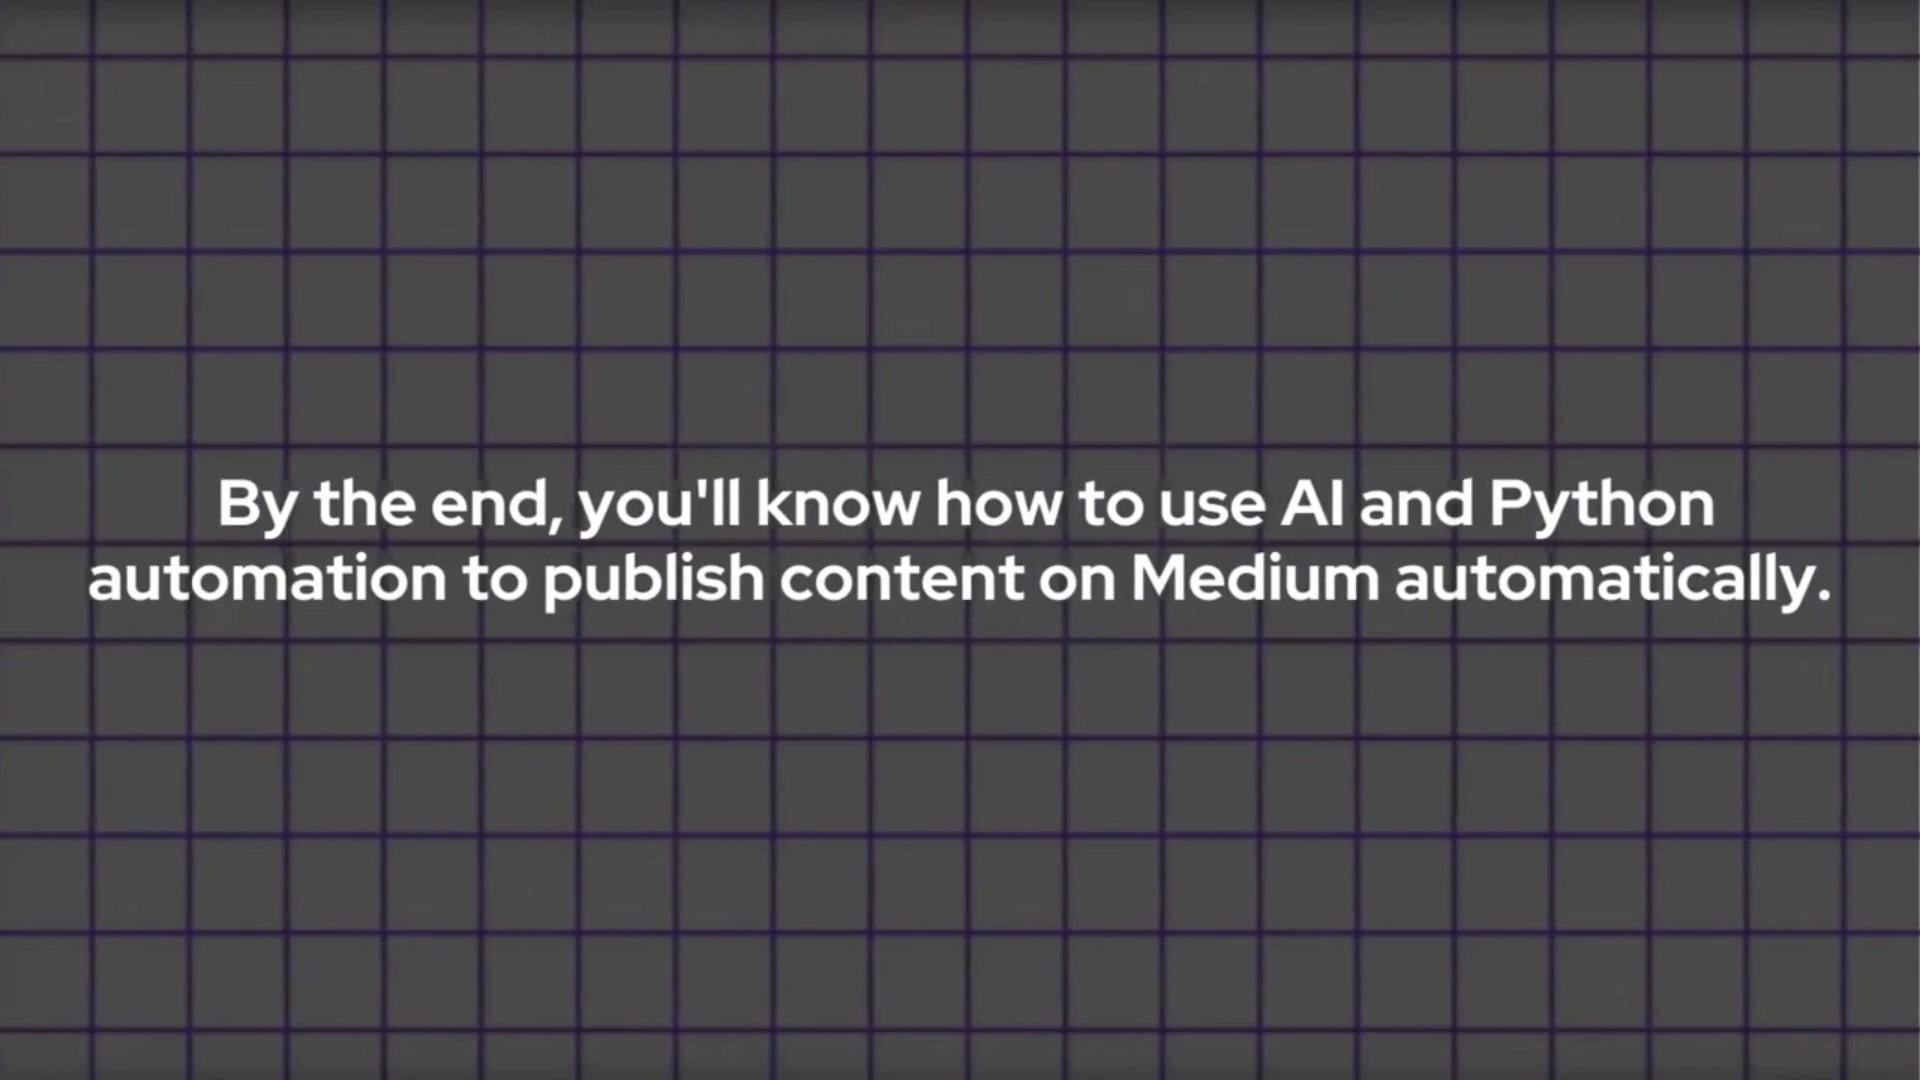 By the end, you'll know how to use AI and Python
automation to publish content on Medium automatically.